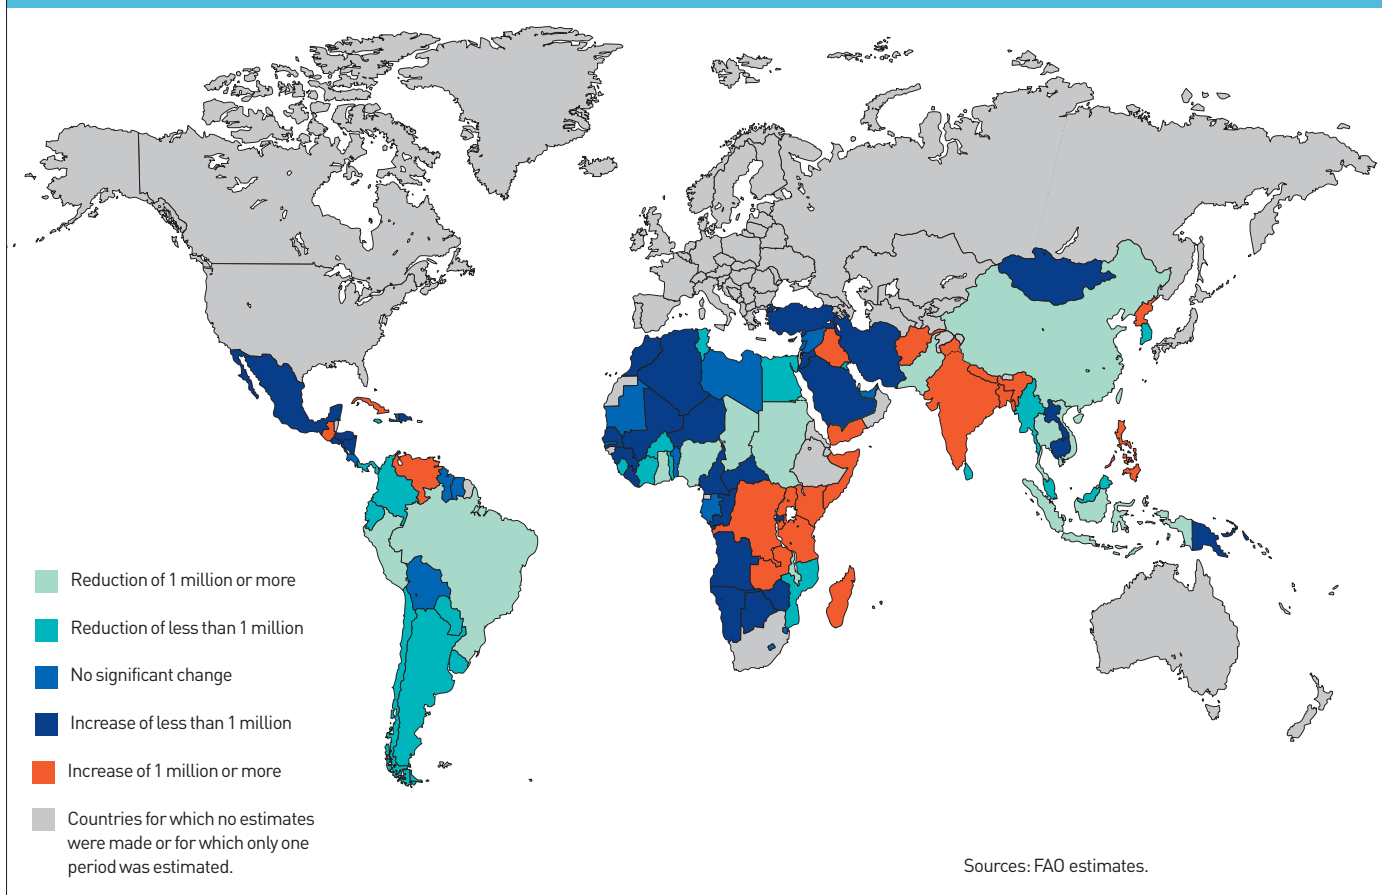 Reduction of 1 million or more
Reduction of less than 1 million
No significant change
Increase of less than 1 million
Increase of 1 million or more
Countries for which no estimates
were made or for which only one
period was estimated.
Sources: FAO estimates.